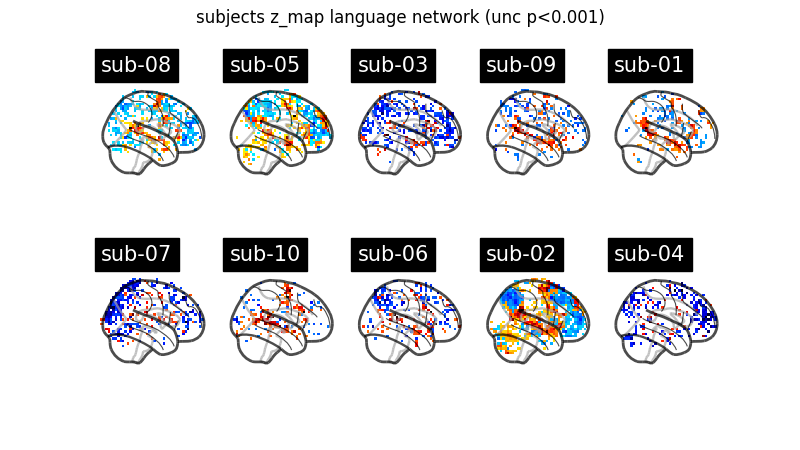 subjects z_map language network (unc p<0.001)
sub-08 sub-05 sub-03 sub-09 sub-01
sub-07 sub-10 sub-06 sub-02 sub-04